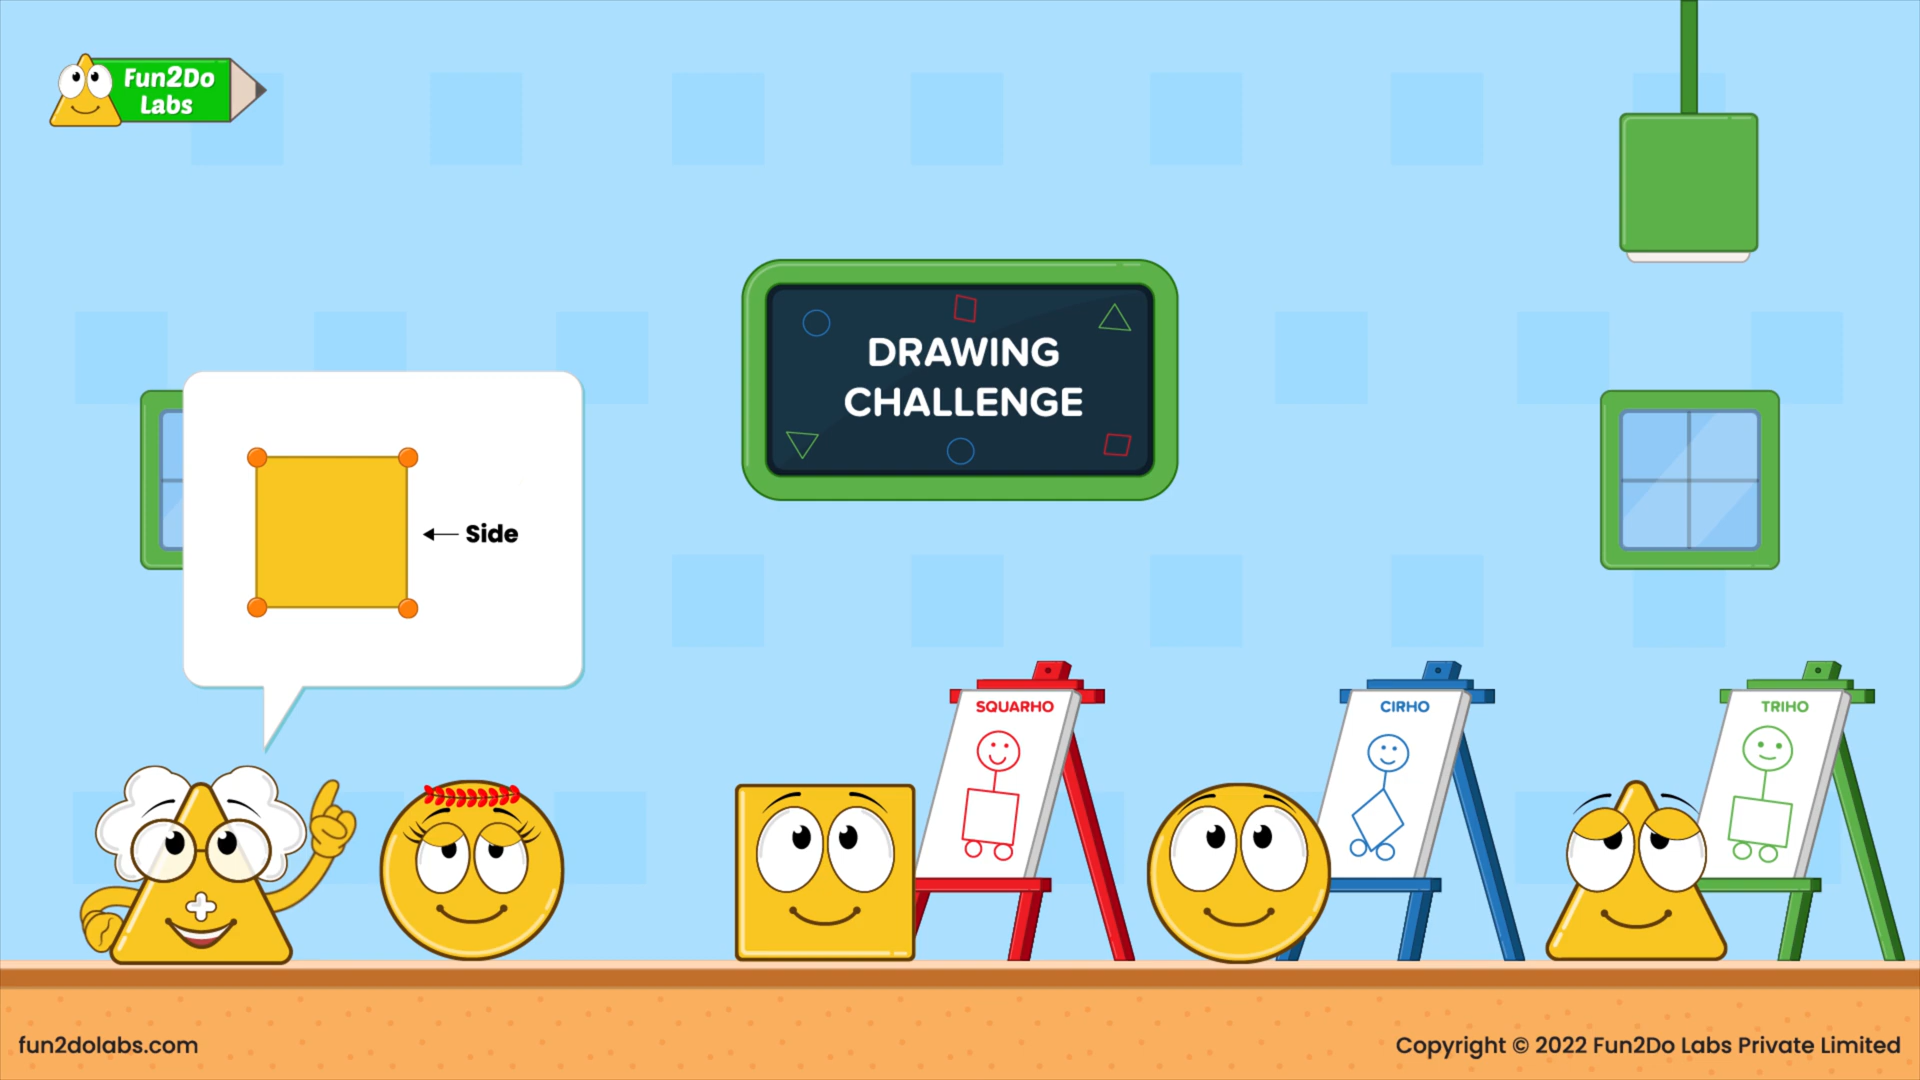 Fun2Do
Labs
DRAWING
CHALLENGE
Side
SQUARHO
CIRHO
TRIHO
fun2dolabs.com
Copyright © 2022 Fun2Do Labs Private Limited